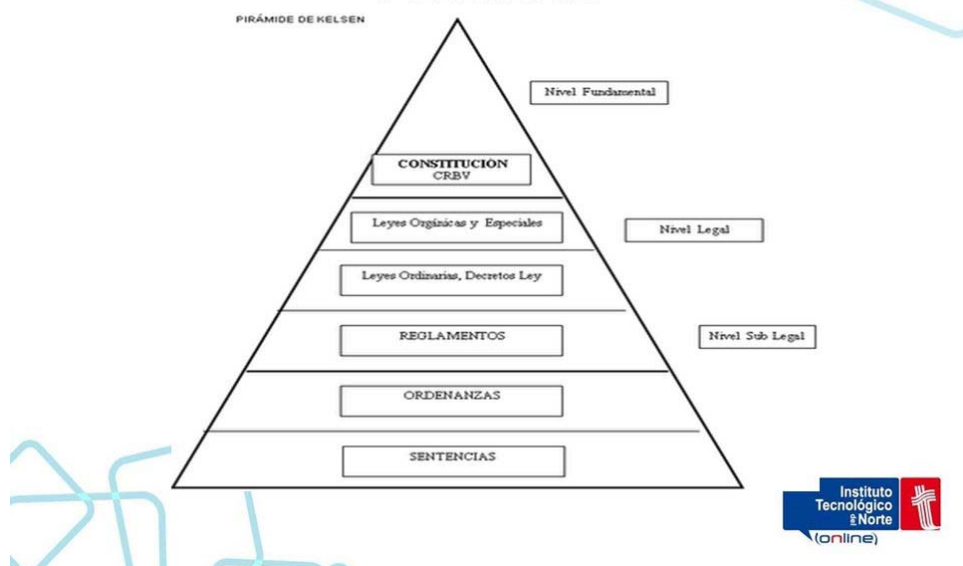 PIRÁMIDE DE KELSEN
Nivel Fundamental
CONSTITUCIÓN
CRBV
Leyes Orgánicas y Especiales
Nivel Legal
Leyes Ordinarias, Decretos Ley
REGLAMENTOS
Nivel Sub Legal
ORDENANZAS
SENTENCIAS
Instituto
Tecnológico
del Norte
(online)